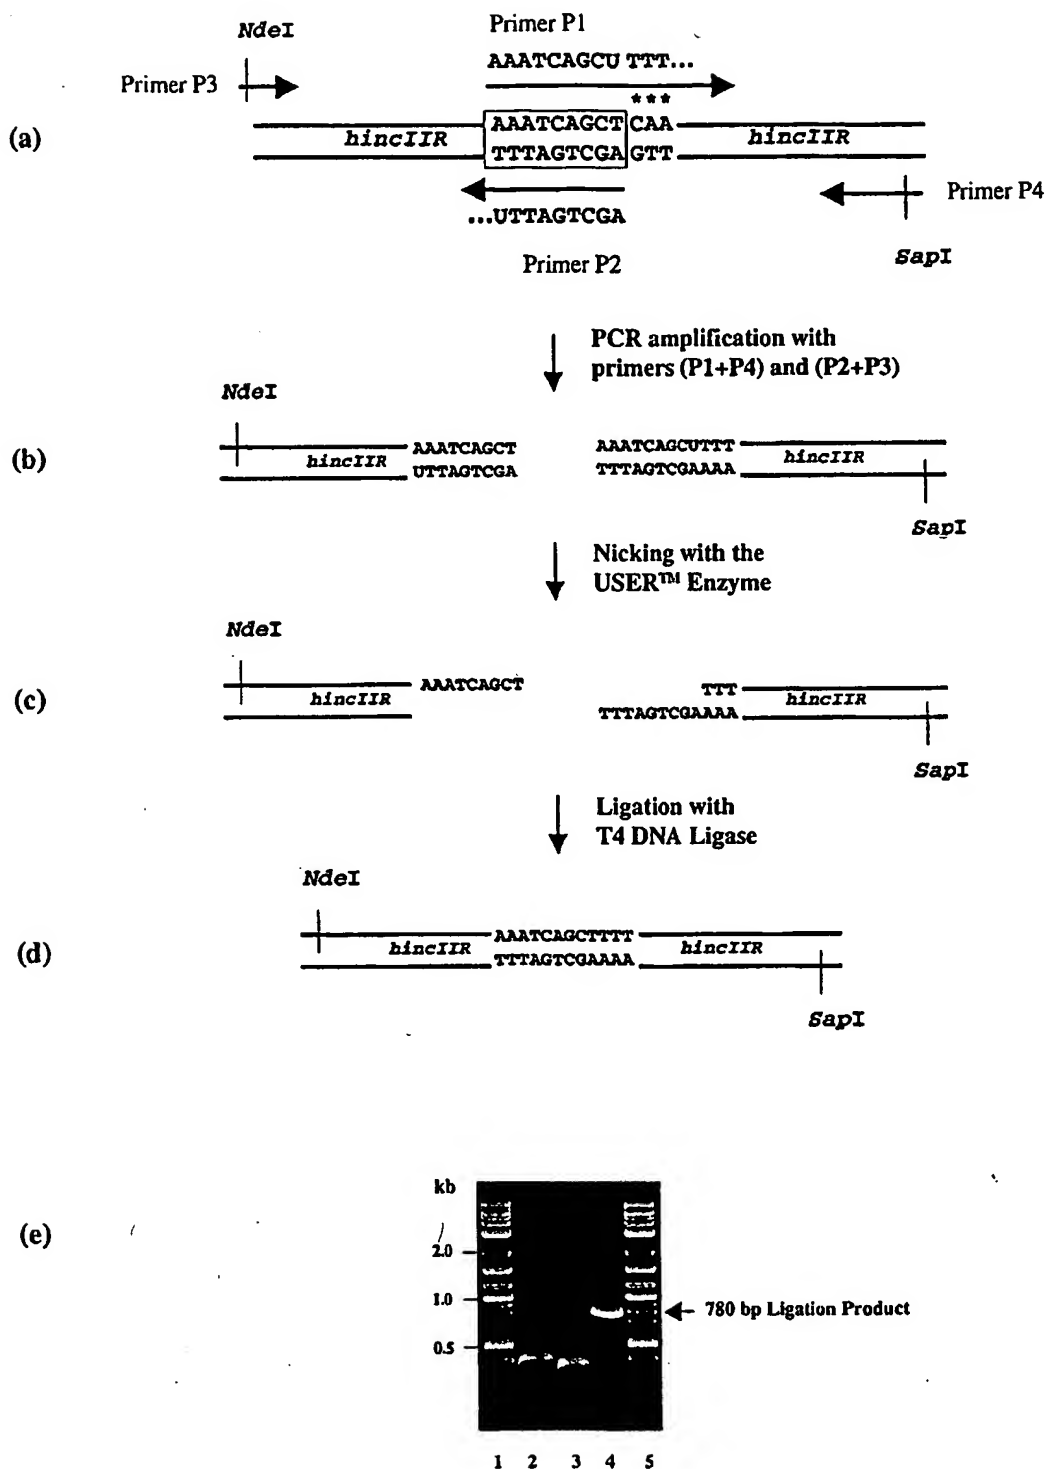 NdeI
Primer P1
AAATCAGCU TTT...
Primer P3
***
(a)
hincIIR
AAATCAGCT CAA
TTTAGTCGA GTT
hincIIR
Primer P4
...UTTAGTCGA
Primer P2
SapI
PCR amplification with
primers (P1+P4) and (P2+P3)
NdeI
(b)
hincIIR
AAATCAGCT
UTTAGTCGA
AAATCAGCUTTT
TTTAGTCGAAAA
hincIIR
SapI
Nicking with the
USER™ Enzyme
NdeI
(c)
hincIIR
AAATCAGCT
TTT
TTTAGTCGAAAA
hincIIR
SapI
Ligation with
T4 DNA Ligase
NdeI
(d)
hincIIR
AAATCAGCTTTT
TTTAGTCGAAAA
hincIIR
SapI
(e)
kb
2.0
1.0
0.5
780 bp Ligation Product
1 2 3 4 5